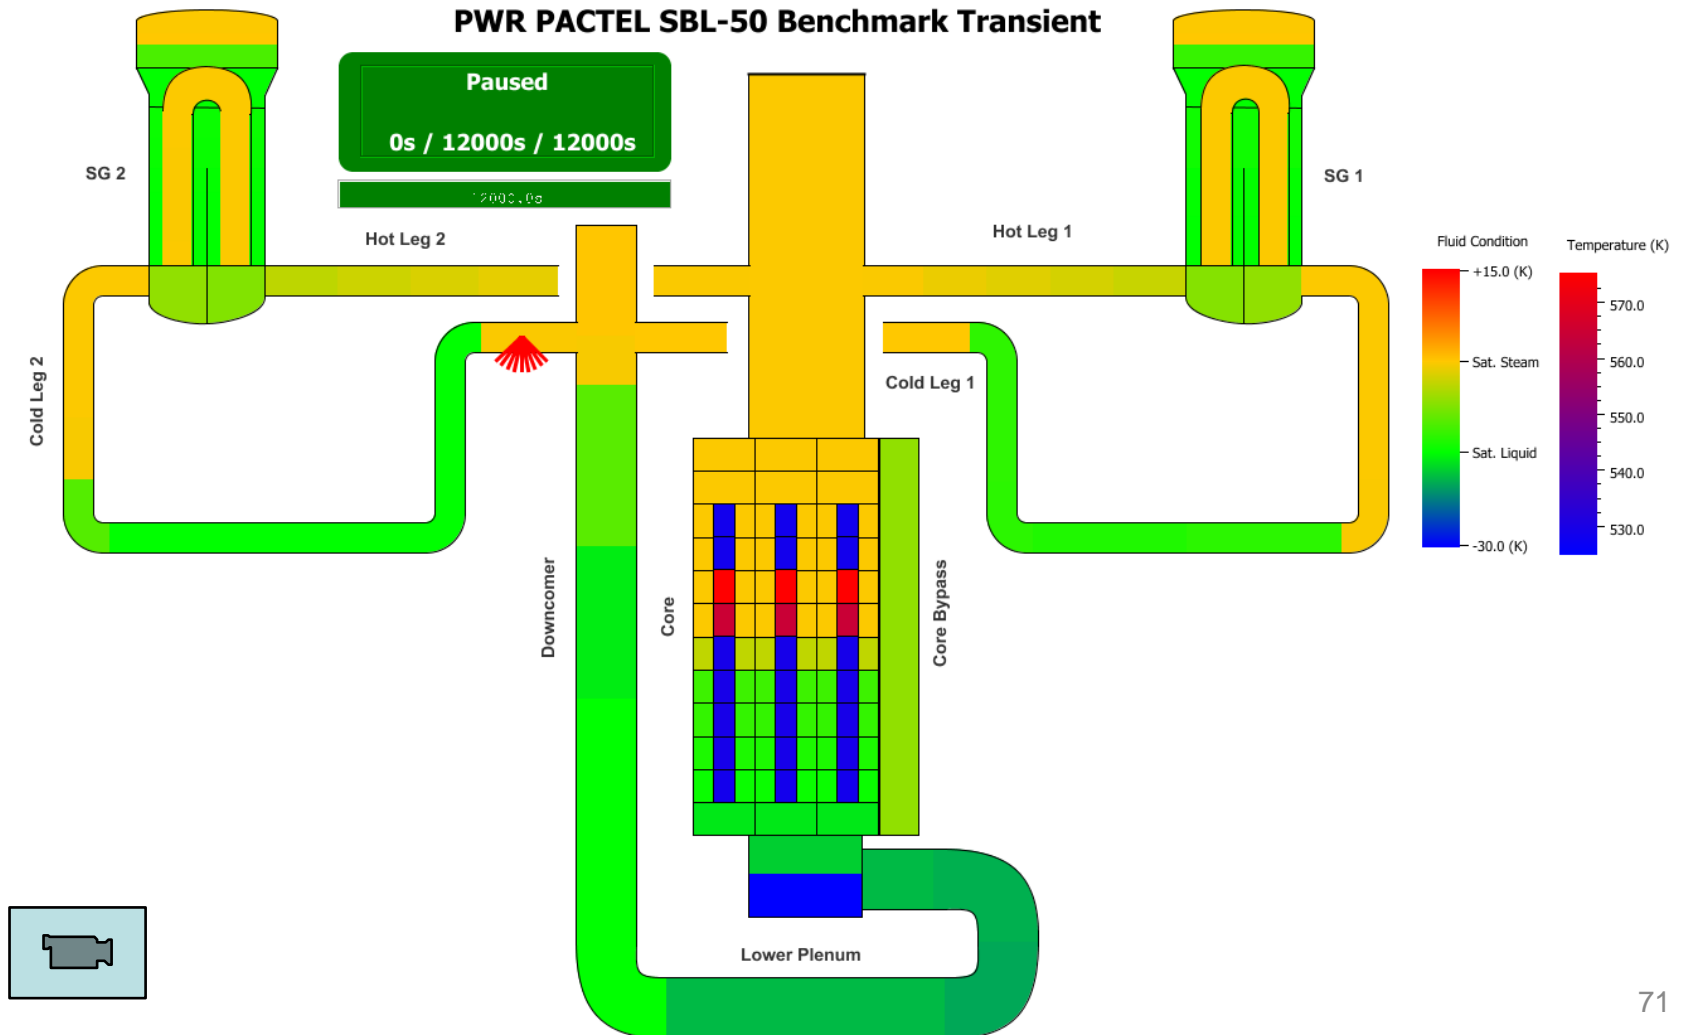 PWR PACTEL SBL-50 Benchmark Transient
Paused
0s / 12000s / 12000s
12000.0s
SG 2
SG 1
Hot Leg 2
Hot Leg 1
Fluid Condition
Temperature (K)
+15.0 (K)
Sat. Steam
Sat. Liquid
-30.0 (K)
570.0
560.0
550.0
540.0
530.0
Cold Leg 2
Cold Leg 1
Downcomer
Core
Core Bypass
Lower Plenum
71